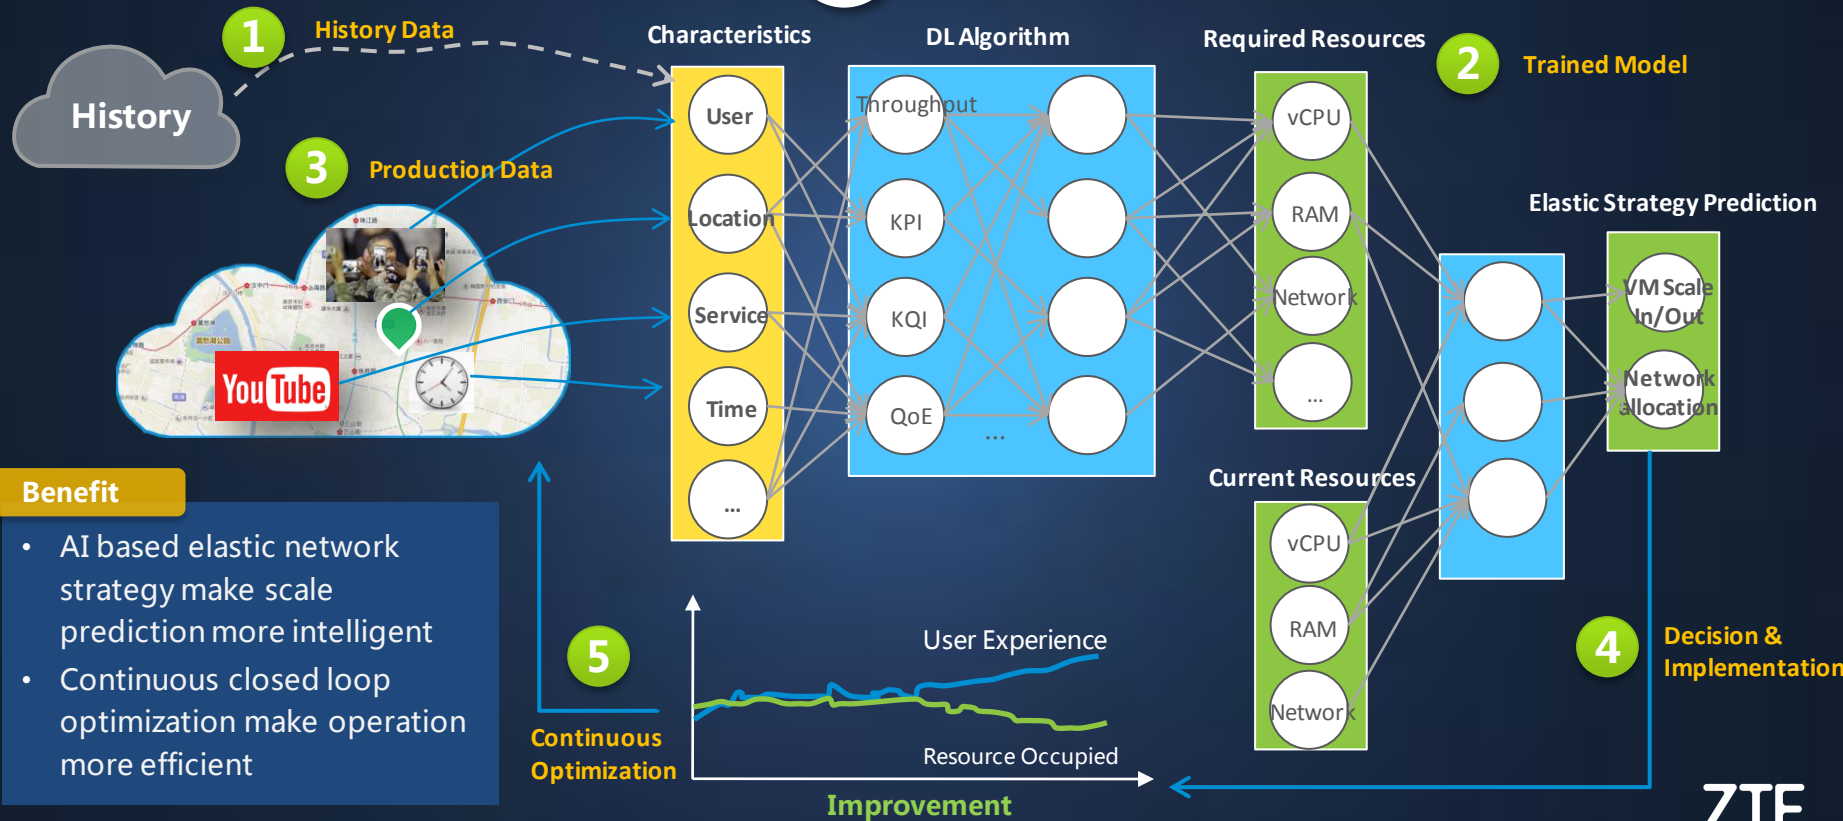 1
History Data
History
3
Production Data
YouTube
Characteristics
User
Location
Service
Time
...
DL Algorithm
Throughput
KPI
KQI
QoE
...
Required Resources
vCPU
RAM
Network
...
2
Trained Model
Current Resources
vCPU
RAM
Network
Elastic Strategy Prediction
VM Scale
In/Out
Network
allocation
4
Decision &
Implementation
Benefit
• AI based elastic network
strategy make scale
prediction more intelligent
• Continuous closed loop
optimization make operation
more efficient
5
Continuous
Optimization
User Experience
Resource Occupied
Improvement
ZTE